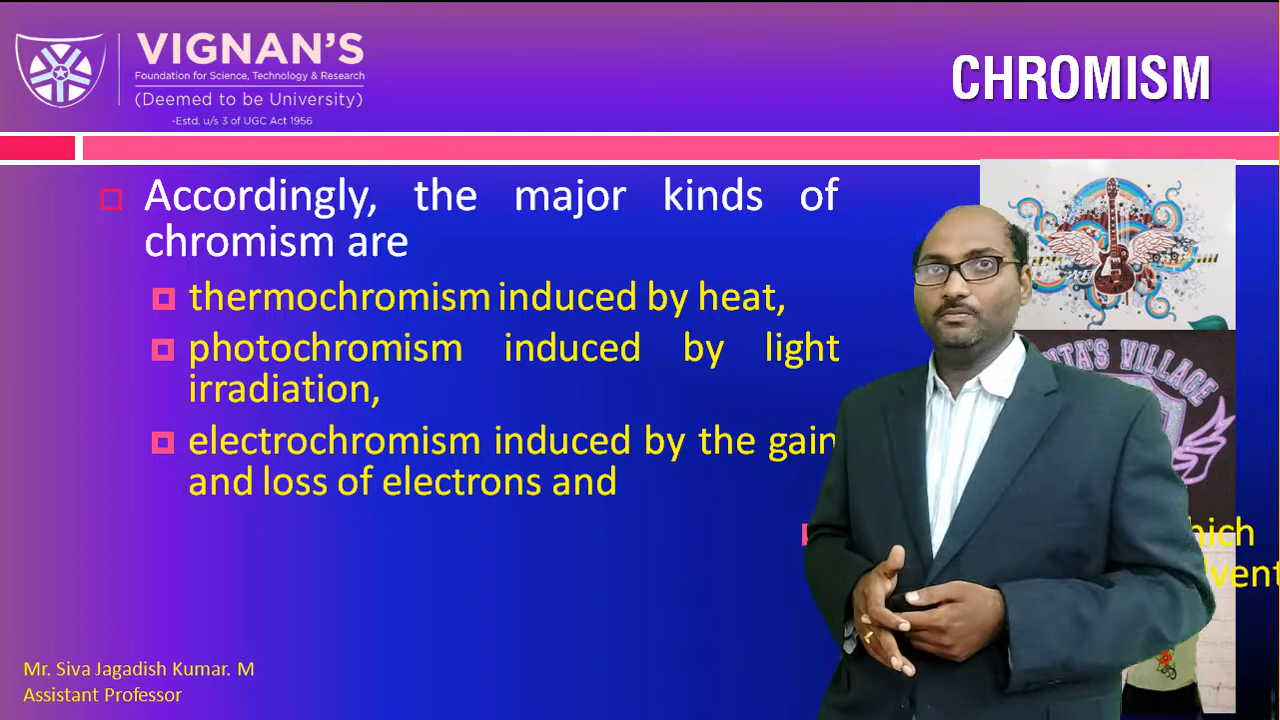 VIGNAN'S
Foundation for Science, Technology & Research
(Deemed to be University)
-Estd. u/s 3 of UGC Act 1956
CHROMISM
Accordingly, the major kinds of
chromism are
thermochromism induced by heat,
photochromism induced by light
irradiation,
electrochromism induced by the gain
and loss of electrons and
VILLAGE
Mr. Siva Jagadish Kumar. M
Assistant Professor